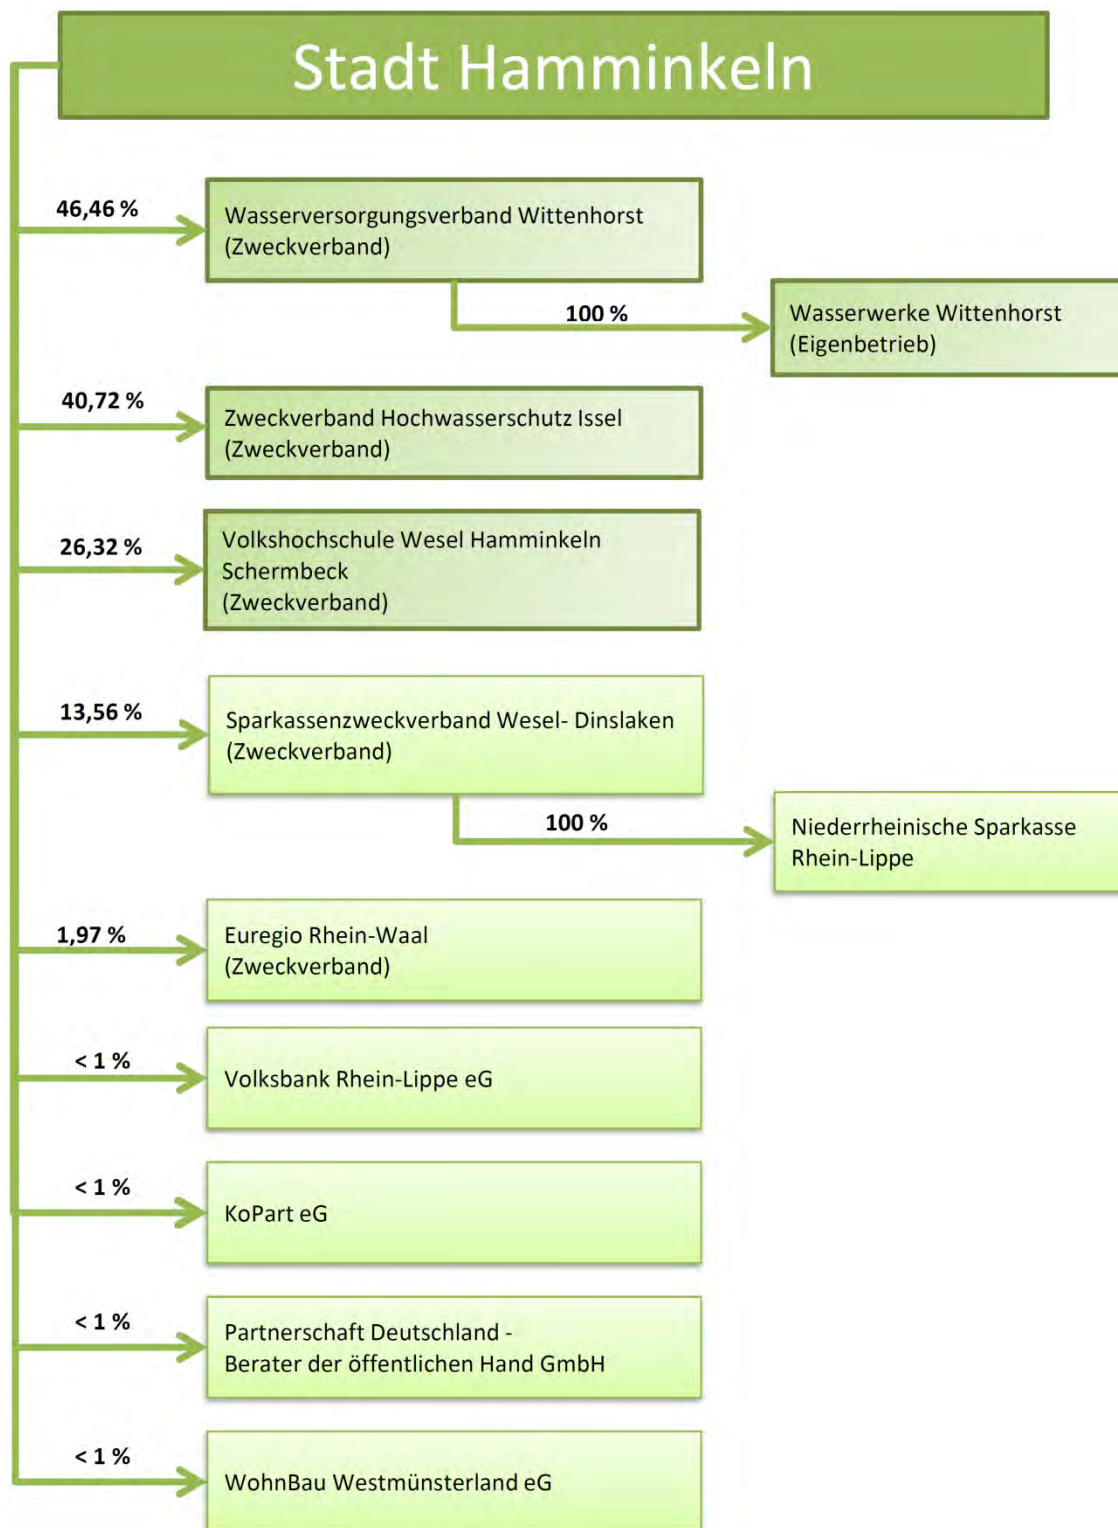 Stadt Hamminkeln
46,46 %
Wasserversorgungsverband Wittenhorst
(Zweckverband)
100 %
Wasserwerke Wittenhorst
(Eigenbetrieb)
40,72 %
Zweckverband Hochwasserschutz Issel
(Zweckverband)
26,32 %
Volkshochschule Wesel Hamminkeln
Schermbeck
(Zweckverband)
13,56 %
Sparkassenzweckverband Wesel- Dinslaken
(Zweckverband)
100 %
Niederrheinische Sparkasse
Rhein-Lippe
1,97 %
Euregio Rhein-Waal
(Zweckverband)
< 1 %
Volksbank Rhein-Lippe eG
< 1 %
KoPart eG
< 1 %
Partnerschaft Deutschland -
Berater der öffentlichen Hand GmbH
< 1 %
WohnBau Westmünsterland eG